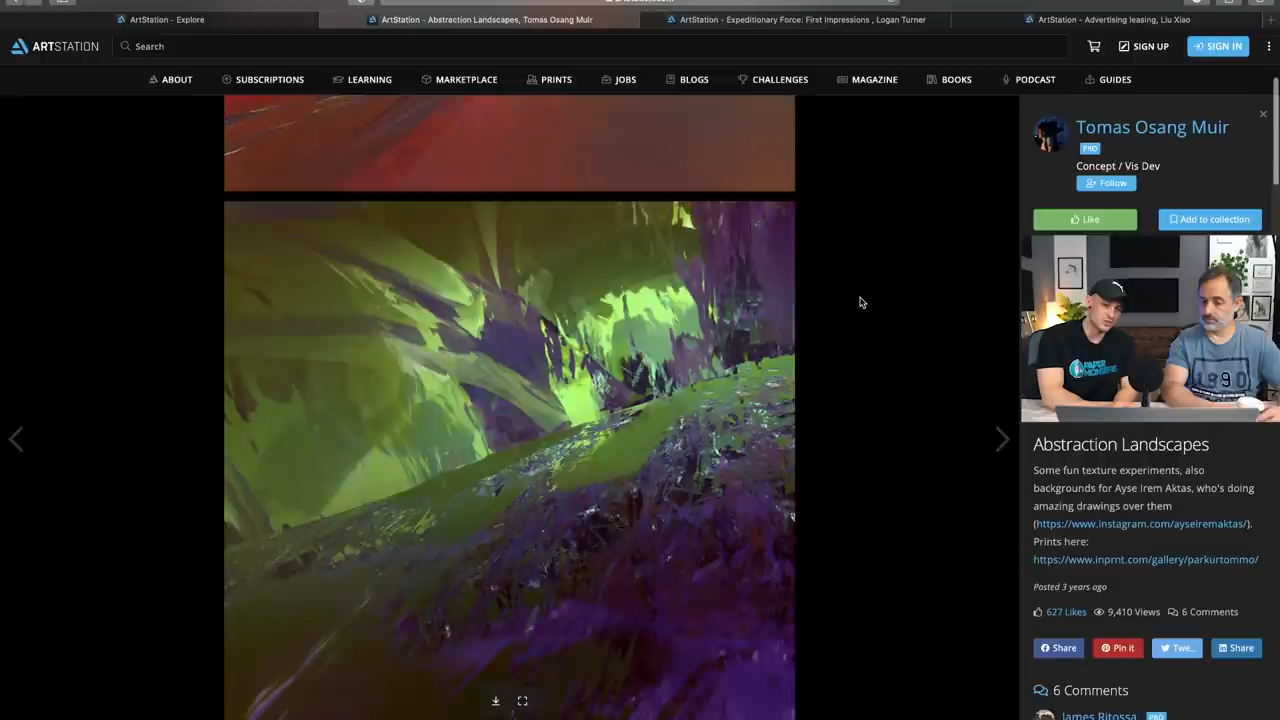 ArtStation - Explore
ArtStation - Abstraction Landscapes, Tomas Osang Muir
ArtStation - Expeditionary Force: First Impressions , Logan Turner
ArtStation - Advertising leasing, Liu Xiao
ARTSTATION
Search
SIGN UP
SIGN IN
ABOUT
SUBSCRIPTIONS
LEARNING
MARKETPLACE
PRINTS
JOBS
BLOGS
CHALLENGES
MAGAZINE
BOOKS
PODCAST
GUIDES
Tomas Osang Muir
PRO
Concept / Vis Dev
Follow
Like
Add to collection
PAPER
1990
Abstraction Landscapes
Some fun texture experiments, also
backgrounds for Ayse Irem Aktas, who's doing
amazing drawings over them
(https://www.instagram.com/ayseiremaktas/).
Prints here:
https://www.inprnt.com/gallery/parkurtommo/
Posted 3 years ago
627 Likes
9,410 Views
6 Comments
Share
Pin it
Twe...
Share
6 Comments
James Ritossa
PRO